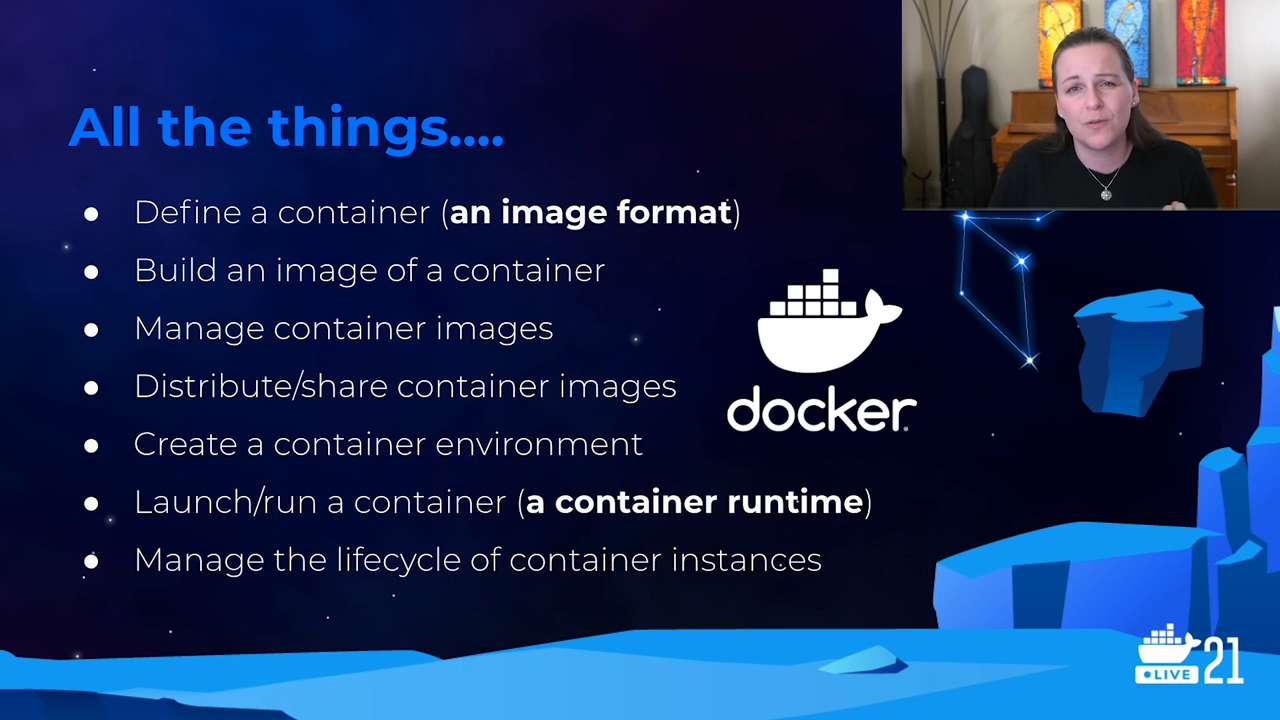 All the things....
● Define a container (an image format)
● Build an image of a container
● Manage container images
● Distribute/share container images
● Create a container environment
● Launch/run a container (a container runtime)
● Manage the lifecycle of container instances
docker.
LIVE 21